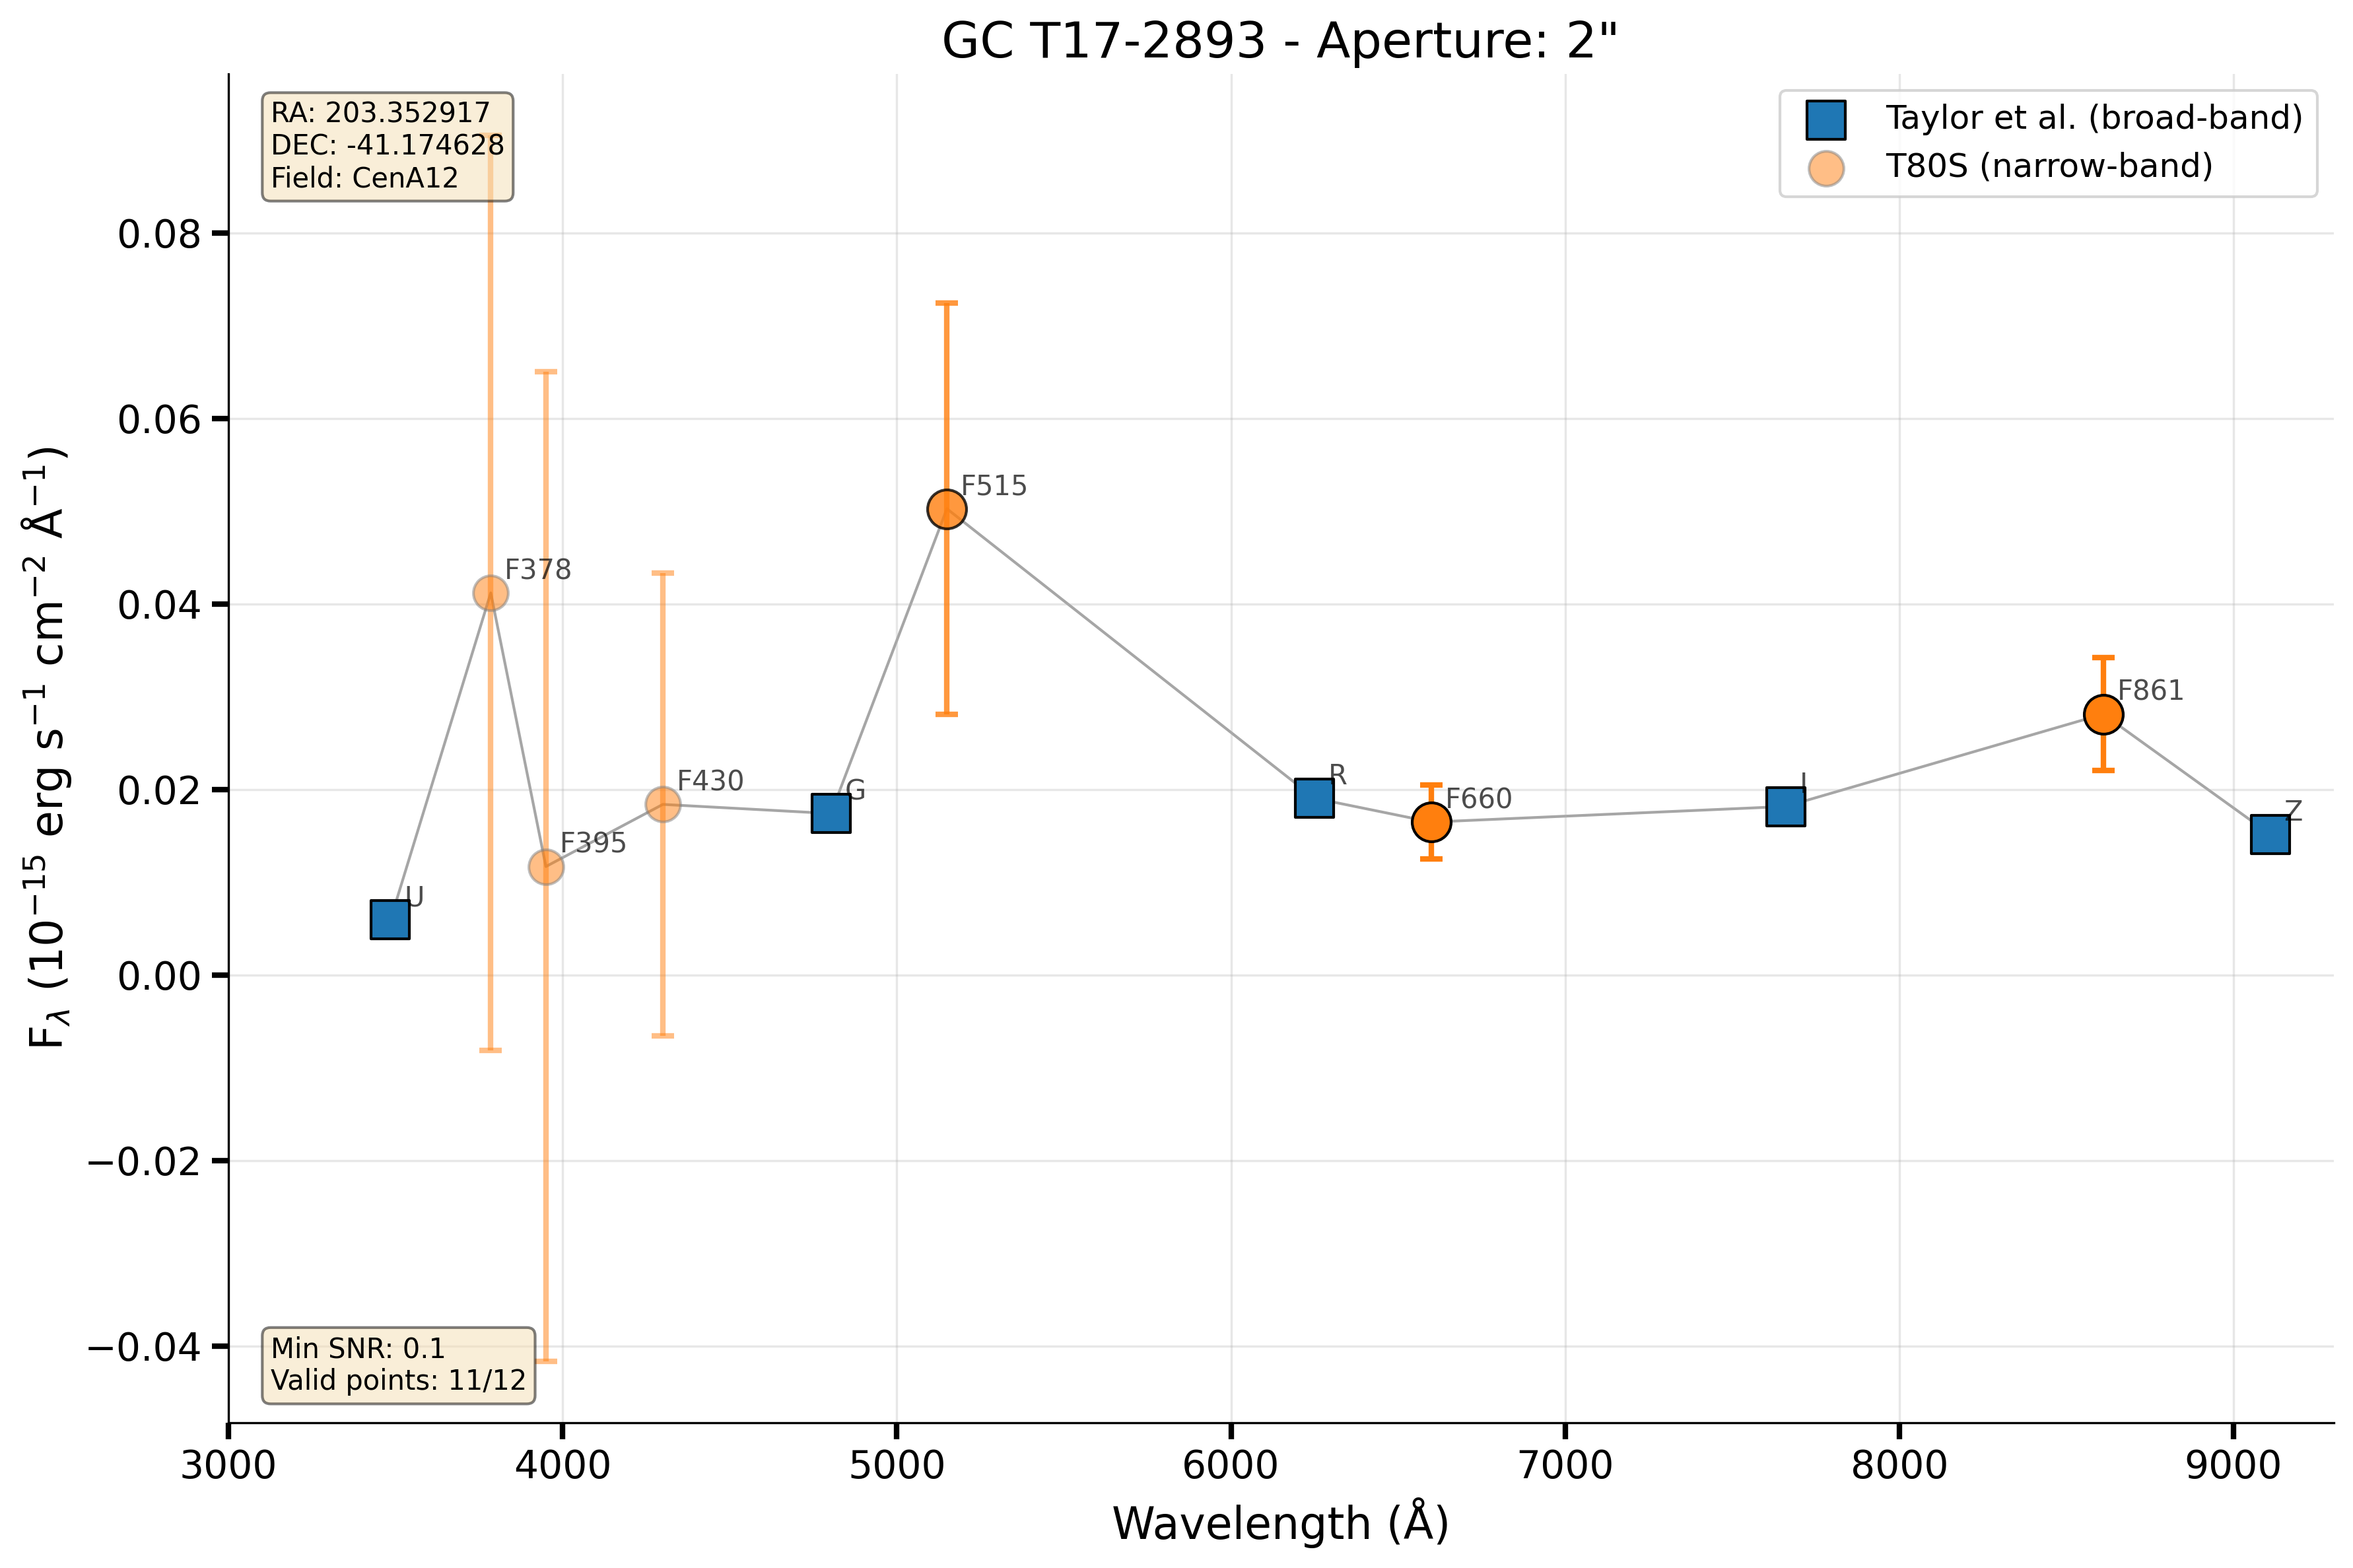 GC T17-2893 - Aperture: 2"
RA: 203.352917
DEC: -41.174628
Field: CenA12
Taylor et al. (broad-band)
T80S (narrow-band)
0.08
0.06
0.04
0.02
0.00
−0.02
−0.04
F_λ (10⁻¹⁵ erg s⁻¹ cm⁻² Å⁻¹)
U
F378
F395
F430
G
F515
R
F660
I
F861
Z
Min SNR: 0.1
Valid points: 11/12
3000 4000 5000 6000 7000 8000 9000
Wavelength (Å)